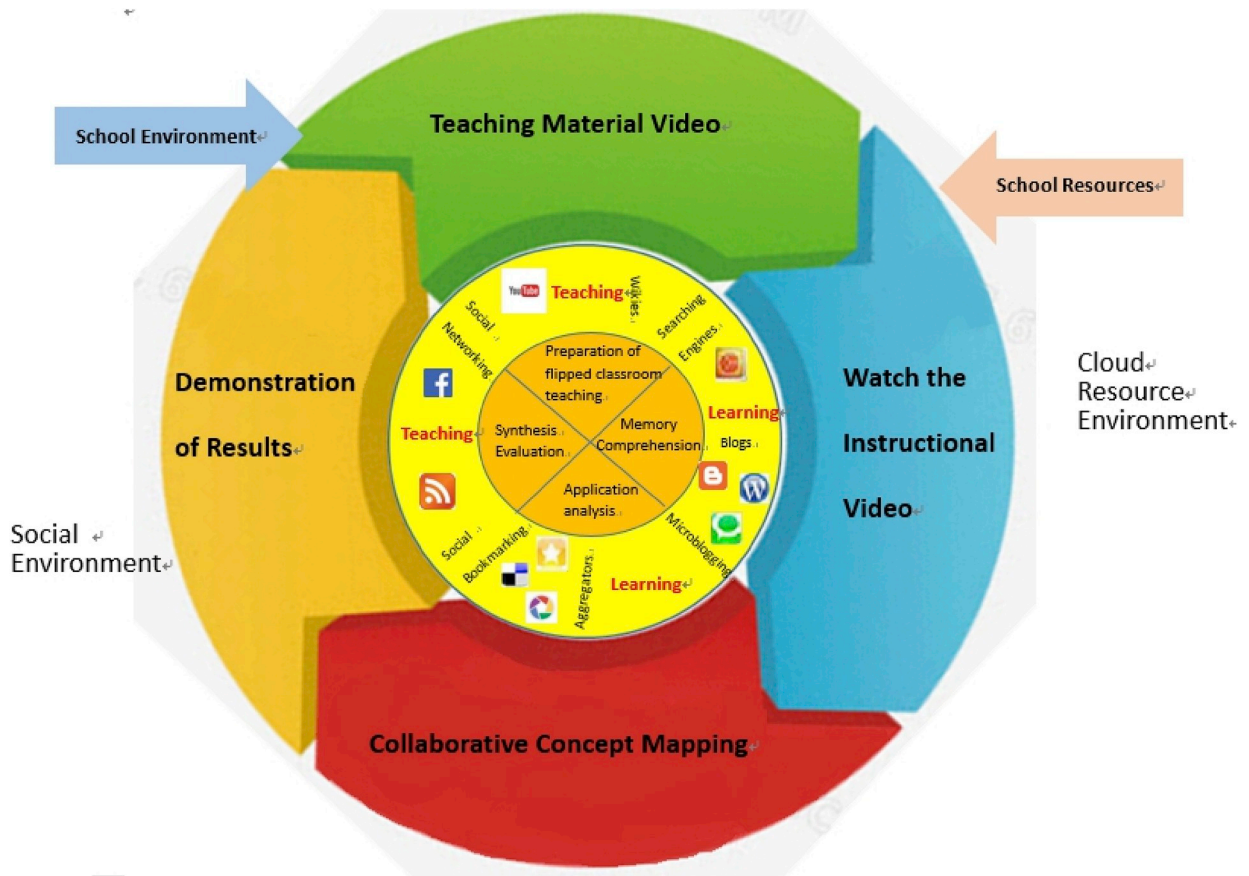 Teaching Material Video
School Environment
School Resources
YouTube
Teaching
Wikies
Searching
Engines
Social
Networking
Preparation of
flipped classroom
teaching
Demonstration
of Results
Watch the
Instructional
Video
Cloud
Resource
Environment
Teaching
Learning
Synthesis
Evaluation
Memory
Comprehension
Blogs
Application
analysis
Social
Environment
Social
Bookmarking
Aggregators
Learning
Microblogging
Collaborative Concept Mapping